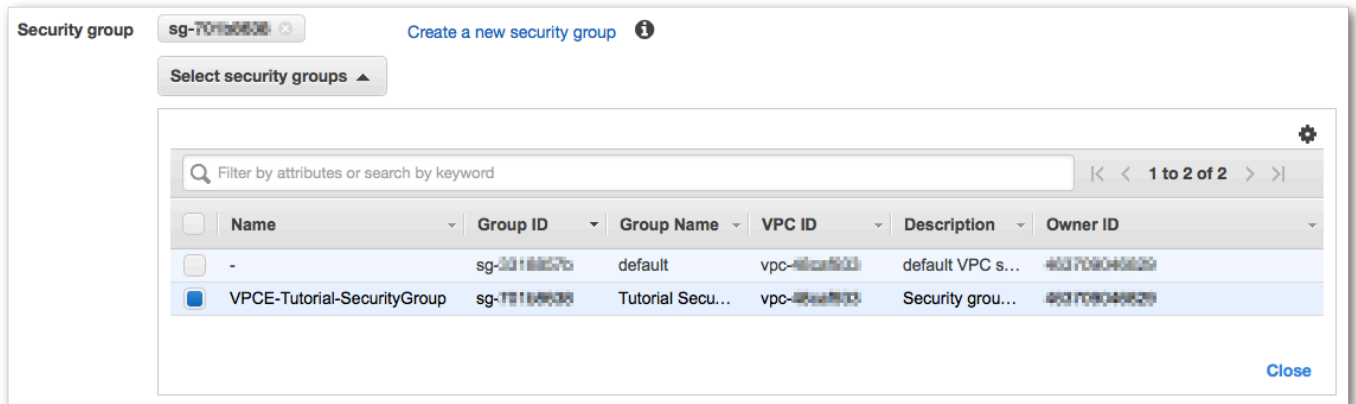 Security group sg- Create a new security group
Select security groups
Filter by attributes or search by keyword 1 to 2 of 2
Name Group ID Group Name VPC ID Description Owner ID
- sg- default vpc- default VPC s...
VPCE-Tutorial-SecurityGroup sg- Tutorial Secu... vpc- Security grou...
Close